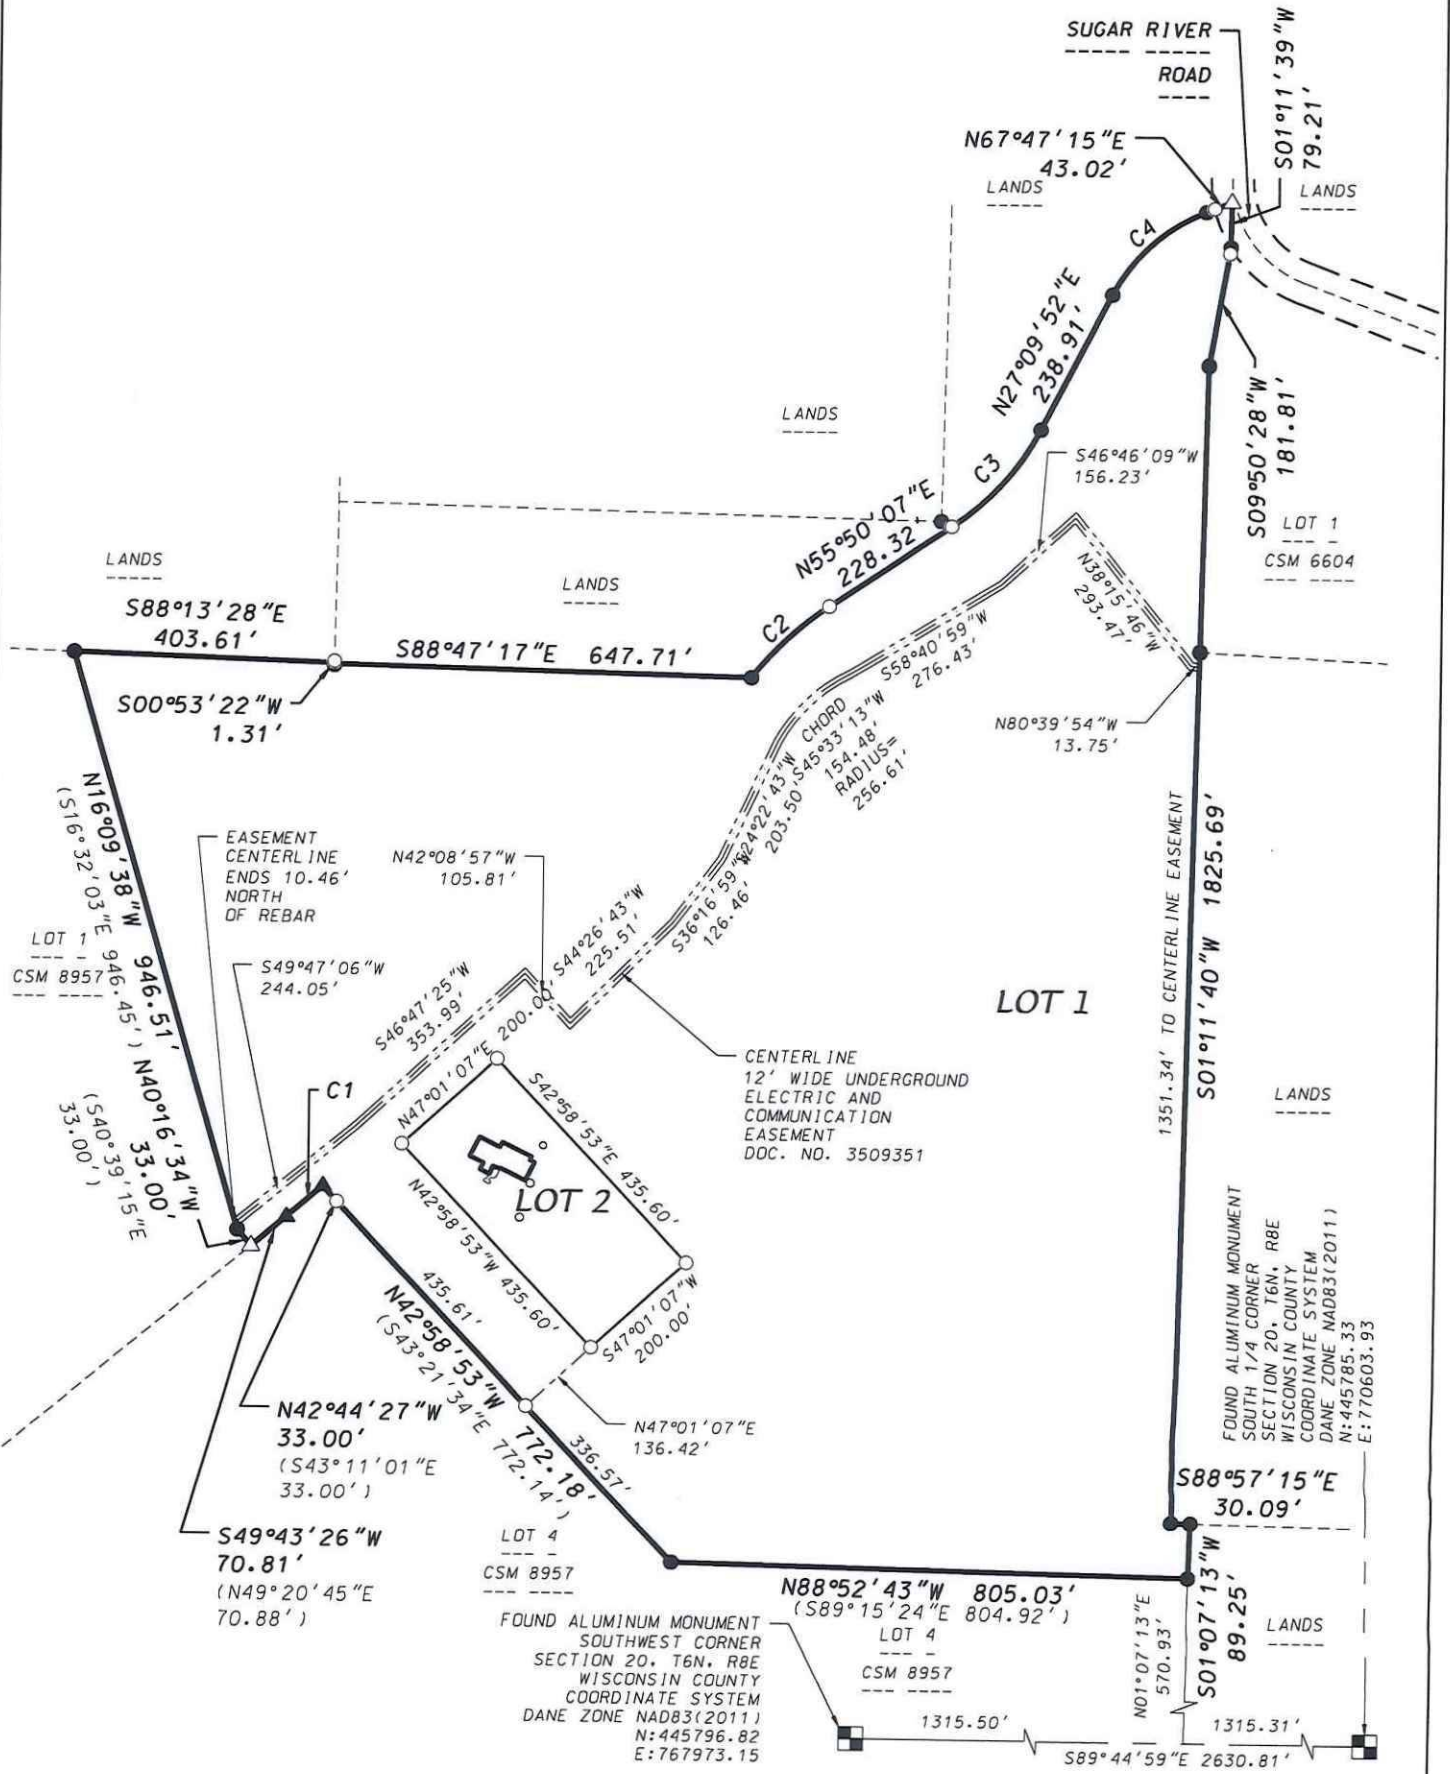 SUGAR RIVER
ROAD
S01°11'39"W
79.21'
N67°47'15"E
43.02'
LANDS
LANDS
C4
N27°09'52"E
238.91'
S09°50'28"W
181.81'
LANDS
C3
S46°46'09"W
156.23'
N55°50'07"E
228.32'
LOT 1
CSM 6604
N38°15'46"W
293.47'
LANDS
LANDS
S88°13'28"E
403.61'
S88°47'17"E 647.71'
C2
S58°40'59"W
276.43'
S00°53'22"W
1.31'
N80°39'54"W
13.75'
CHORD
S45°33'13"W
154.48'
RADIUS=
256.61'
S24°22'43"W
203.50'
N16°09'38"W 946.51'
(S16°32'03"E 946.45')
EASEMENT
CENTERLINE
ENDS 10.46'
NORTH
OF REBAR
N42°08'57"W
105.81'
S36°16'59"W
126.46'
S44°26'43"W
225.51'
1351.34' TO CENTERLINE EASEMENT
S01°11'40"W 1825.69'
LOT 1
CSM 8957
S49°47'06"W
244.05'
S46°47'25"W
353.99'
LOT 1
N40°16'34"W
33.00'
(S40°39'15"E
33.00')
C1
N47°01'07"E 200.00'
CENTERLINE
12' WIDE UNDERGROUND
ELECTRIC AND
COMMUNICATION
EASEMENT
DOC. NO. 3509351
LANDS
S42°58'53"E 435.60'
LOT 2
N42°58'53"W 435.60'
S47°01'07"W
200.00'
FOUND ALUMINUM MONUMENT
SOUTH 1/4 CORNER
SECTION 20, T6N, R8E
WISCONSIN COUNTY
COORDINATE SYSTEM
DANE ZONE NAD83(2011)
N:445785.33
E:770603.93
435.61'
N42°58'53"W 772.18'
(S43°21'34"E 772.14')
336.57'
N42°44'27"W
33.00'
(S43°11'01"E
33.00')
N47°01'07"E
136.42'
S88°57'15"E
30.09'
S49°43'26"W
70.81'
(N49°20'45"E
70.88')
LOT 4
CSM 8957
N88°52'43"W 805.03'
(S89°15'24"E 804.92')
LOT 4
CSM 8957
N01°07'13"E
570.93'
S01°07'13"W
89.25'
LANDS
FOUND ALUMINUM MONUMENT
SOUTHWEST CORNER
SECTION 20, T6N, R8E
WISCONSIN COUNTY
COORDINATE SYSTEM
DANE ZONE NAD83(2011)
N:445796.82
E:767973.15
1315.50'
1315.31'
S89°44'59"E 2630.81'